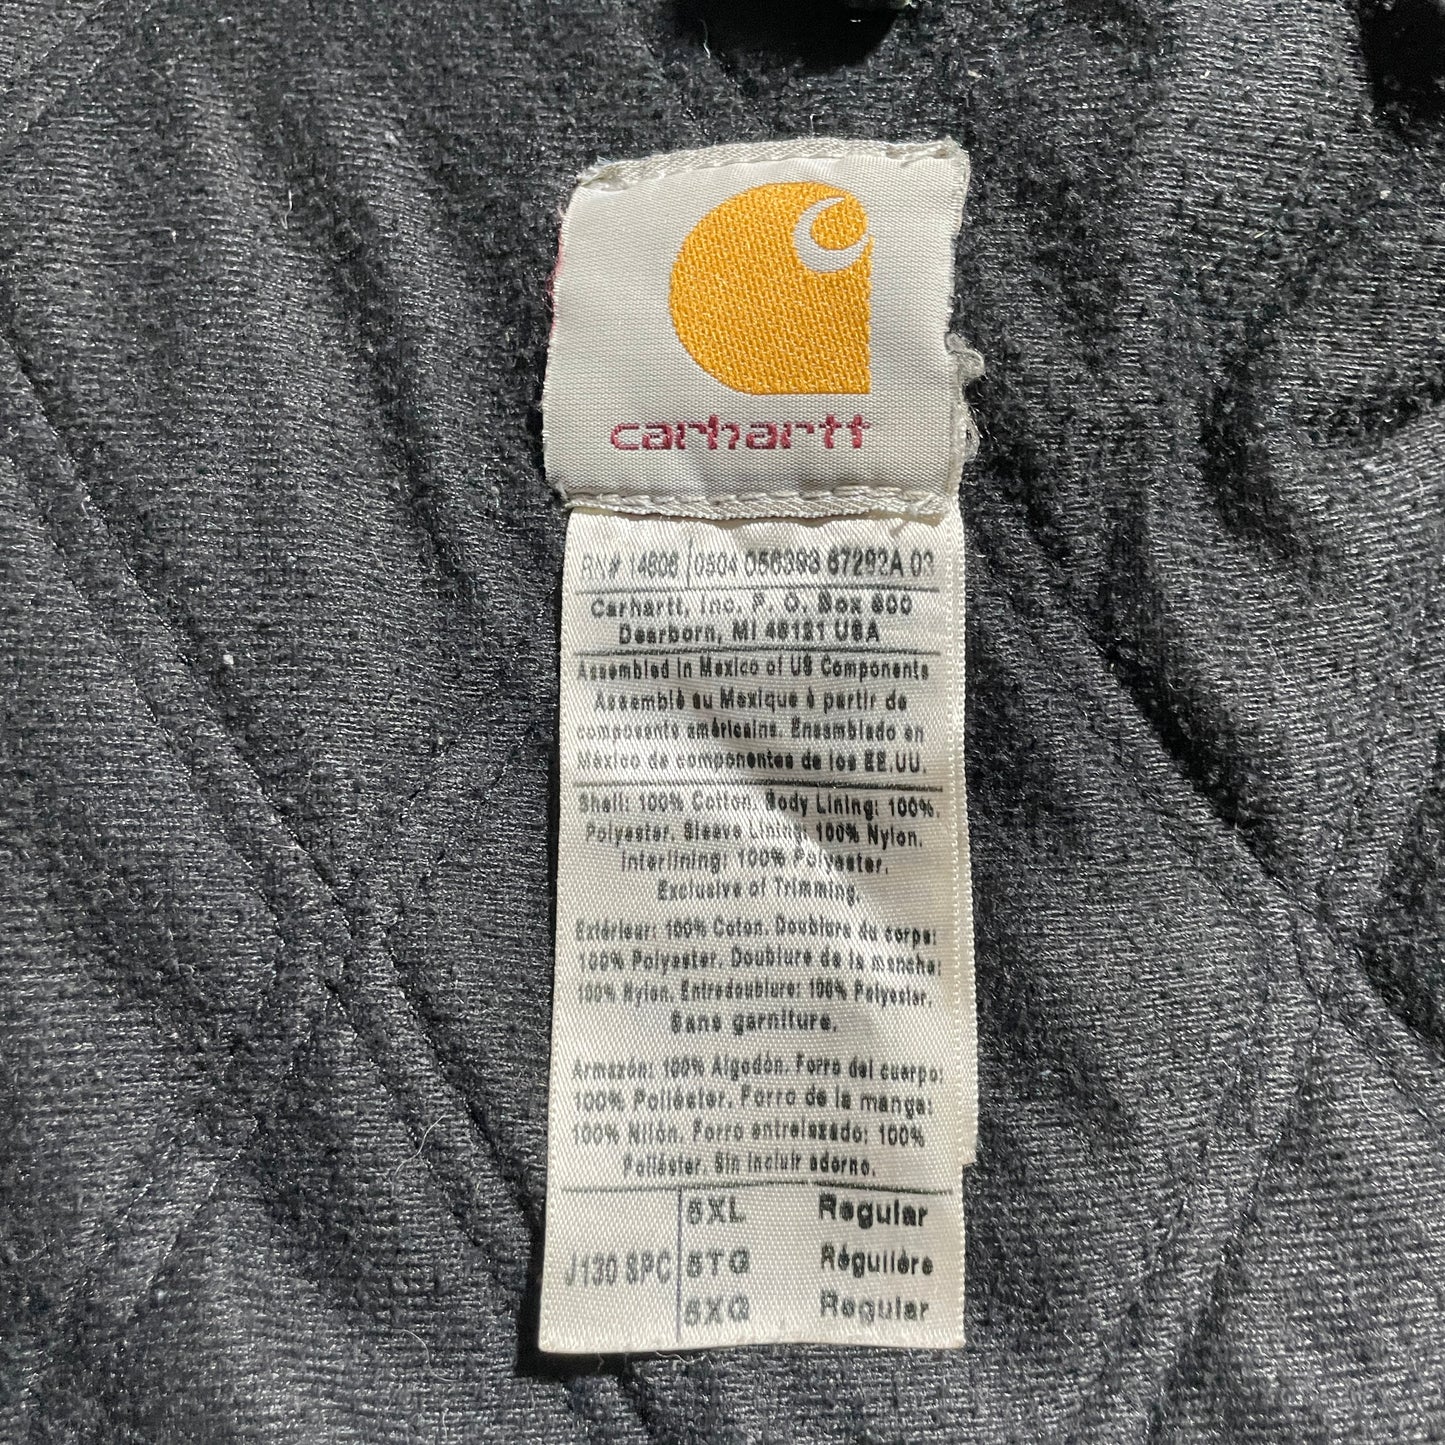 carhartt
RN# 14806 0504 056393 87292A 03
Carhartt, Inc. P. O. Box 600
Dearborn, MI 48121 USA
Assembled in Mexico of US Components
Assemblé au Mexique à partir de
composants américains. Ensamblado en
México de componentes de los EE.UU.
Shell: 100% Cotton. Body Lining: 100%
Polyester. Sleeve Lining: 100% Nylon.
Interlining: 100% Polyester.
Exclusive of Trimming.
Extérieur: 100% Coton. Doublure du corps:
100% Polyester. Doublure de la manche:
100% Nylon. Entredoublure: 100% Polyester.
Sans garniture.
Armazón: 100% Algodón. Forro del cuerpo:
100% Poliéster. Forro de la manga:
100% Nilón. Forro entrelazado: 100%
Poliéster. Sin incluir adorno.
Regular
J130 SPC Régulière
Regular